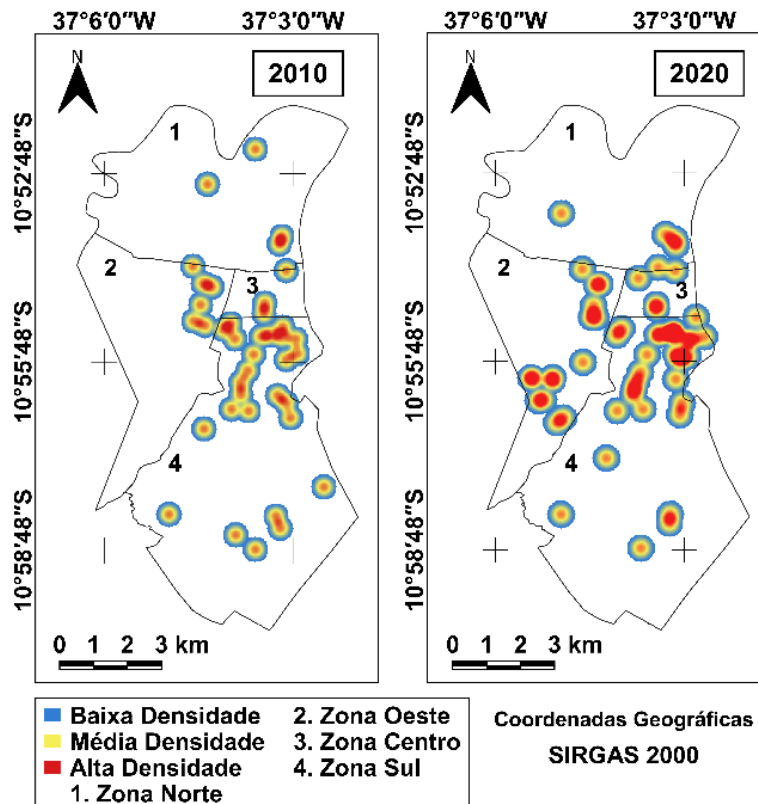 37°6′0″W 37°3′0″W 37°6′0″W 37°3′0″W
N 2010 N 2020
1 1
10°52′48″S 10°52′48″S
2 3 2 3
10°55′48″S 10°55′48″S
4 4
10°58′48″S 10°58′48″S
0 1 2 3 km 0 1 2 3 km
Baixa Densidade 2. Zona Oeste
Média Densidade 3. Zona Centro
Alta Densidade 4. Zona Sul
1. Zona Norte
Coordenadas Geográficas
SIRGAS 2000